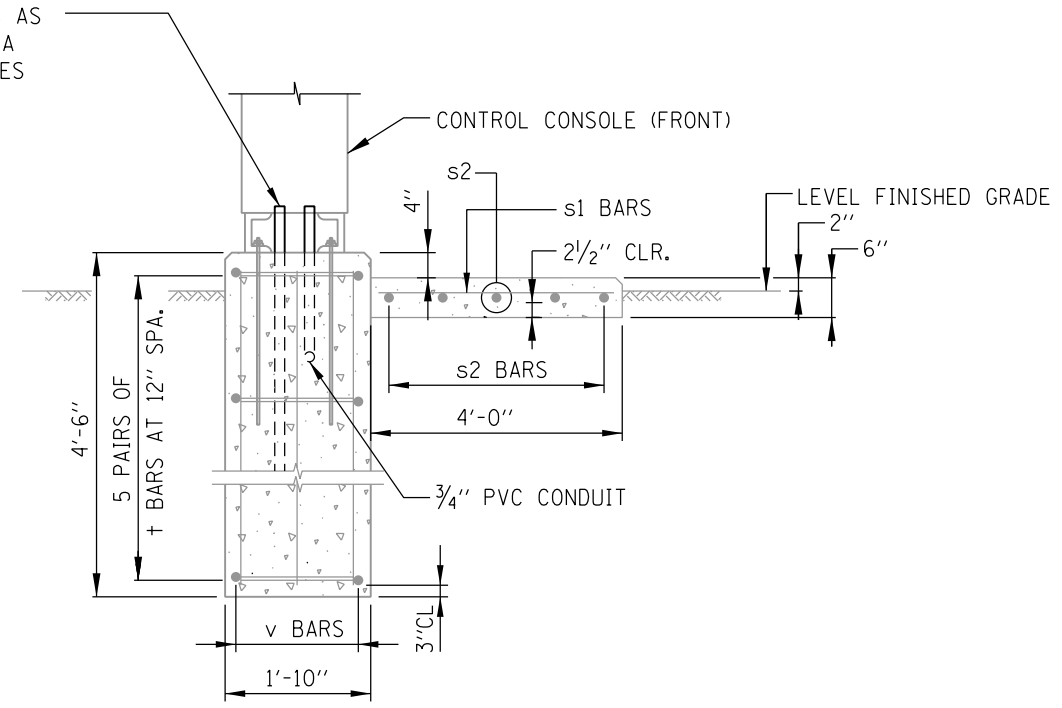 AS
A
ES
CONTROL CONSOLE (FRONT)
s2
4"
s1 BARS
LEVEL FINISHED GRADE
2"
2½" CLR.
6"
s2 BARS
4'-0"
4'-6"
5 PAIRS OF
t BARS AT 12" SPA.
¾" PVC CONDUIT
3"CL
v BARS
1'-10"